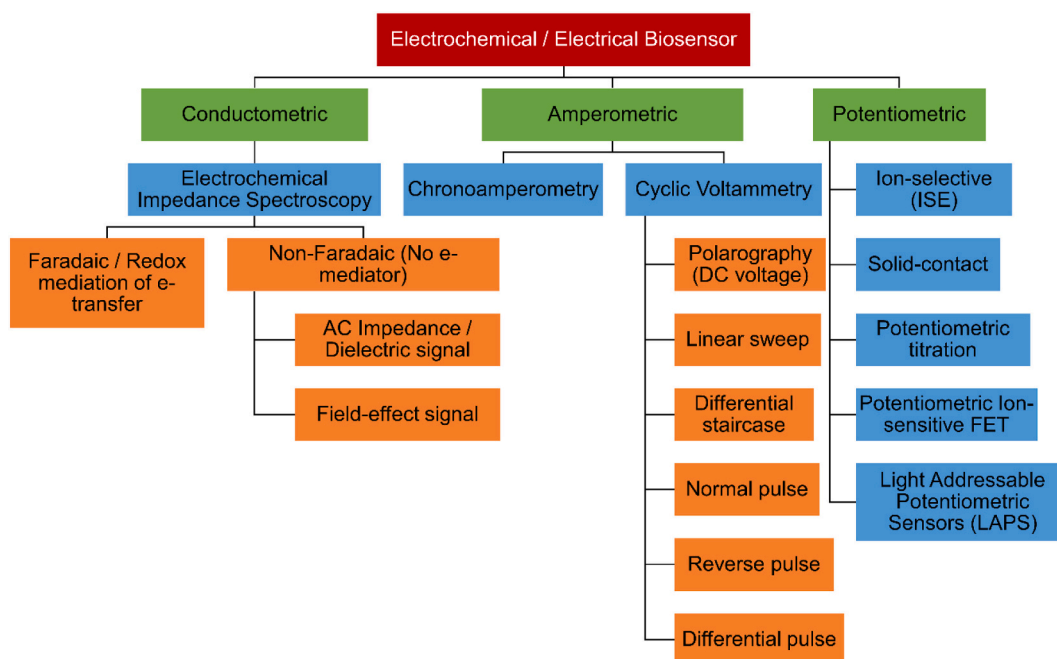 Electrochemical / Electrical Biosensor
Conductometric
Amperometric
Potentiometric
Electrochemical
Impedance Spectroscopy
Chronoamperometry
Cyclic Voltammetry
Ion-selective
(ISE)
Faradaic / Redox
mediation of e-
transfer
Non-Faradaic (No e-
mediator)
Polarography
(DC voltage)
Solid-contact
AC Impedance /
Dielectric signal
Linear sweep
Potentiometric
titration
Field-effect signal
Differential
staircase
Potentiometric Ion-
sensitive FET
Normal pulse
Light Addressable
Potentiometric
Sensors (LAPS)
Reverse pulse
Differential pulse